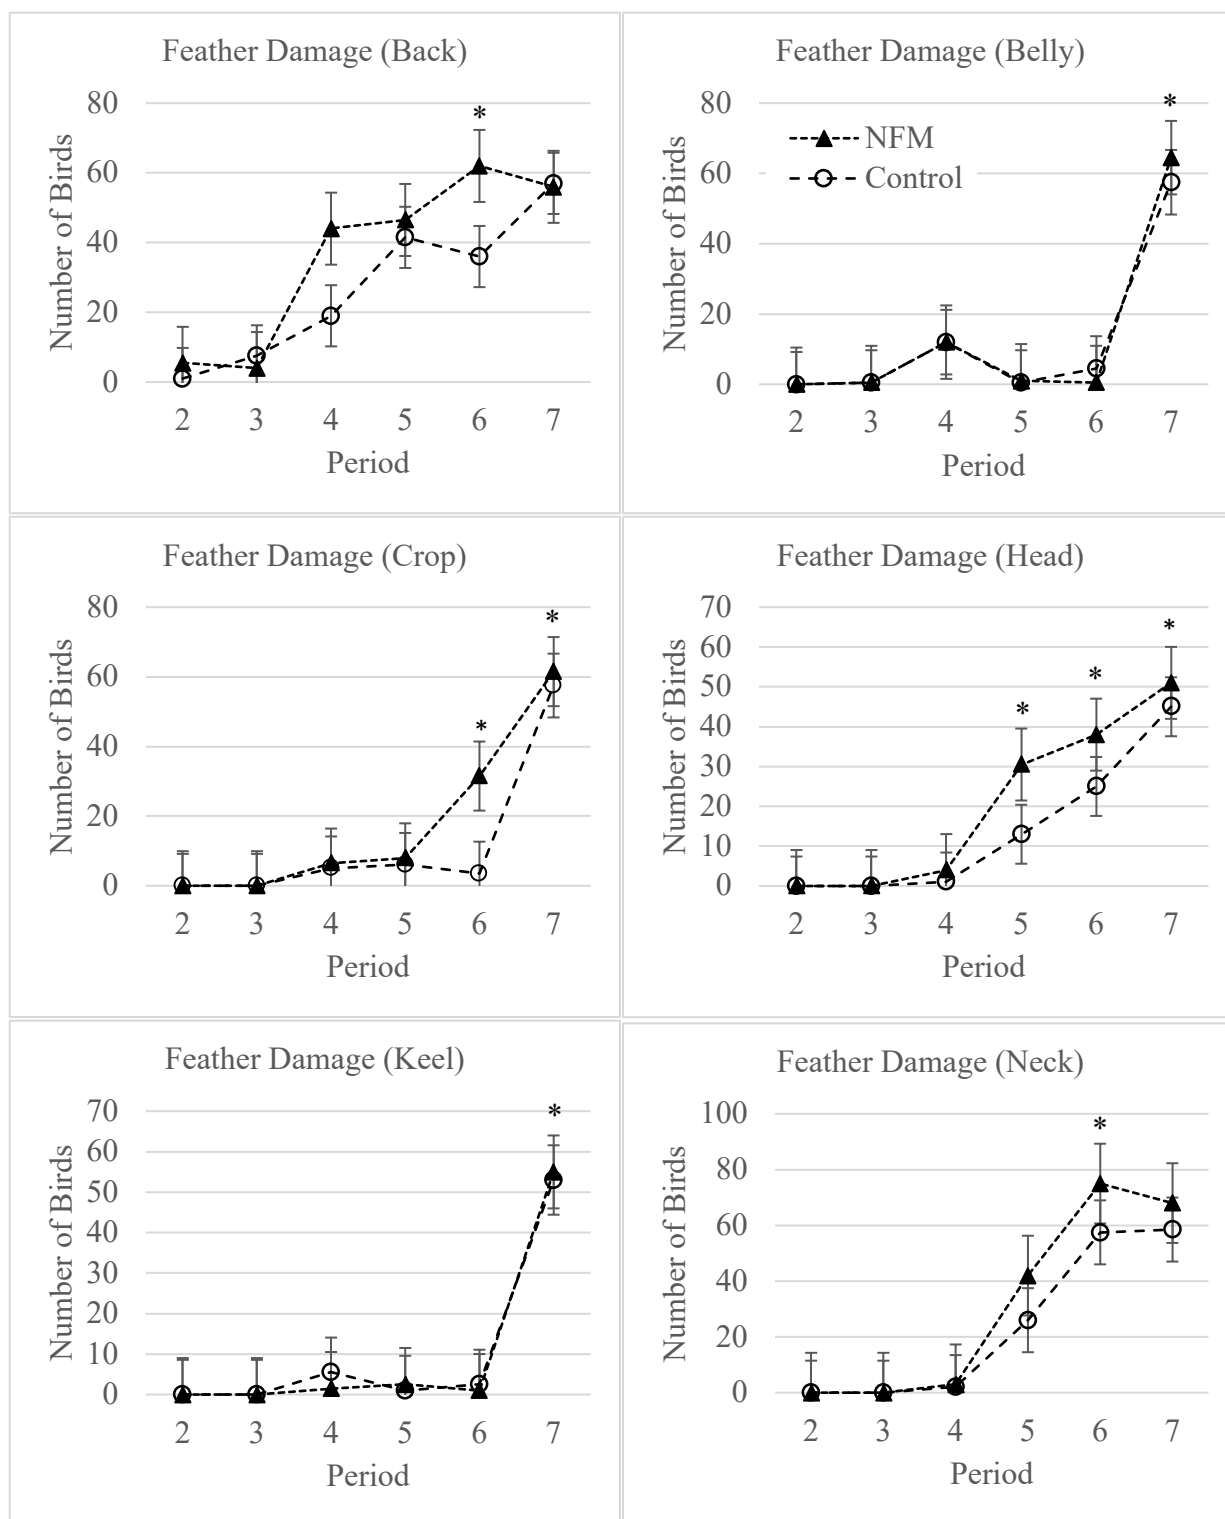 Feather Damage (Back)
Number of Birds
80
60
40
20
0
*
2 3 4 5 6 7
Period
Feather Damage (Belly)
Number of Birds
80
60
40
20
0
NFM
Control
*
2 3 4 5 6 7
Period
Feather Damage (Crop)
Number of Birds
80
60
40
20
0
*
*
2 3 4 5 6 7
Period
Feather Damage (Head)
Number of Birds
70
60
50
40
30
20
10
0
*
*
*
2 3 4 5 6 7
Period
Feather Damage (Keel)
Number of Birds
70
60
50
40
30
20
10
0
*
2 3 4 5 6 7
Period
Feather Damage (Neck)
Number of Birds
100
80
60
40
20
0
*
2 3 4 5 6 7
Period